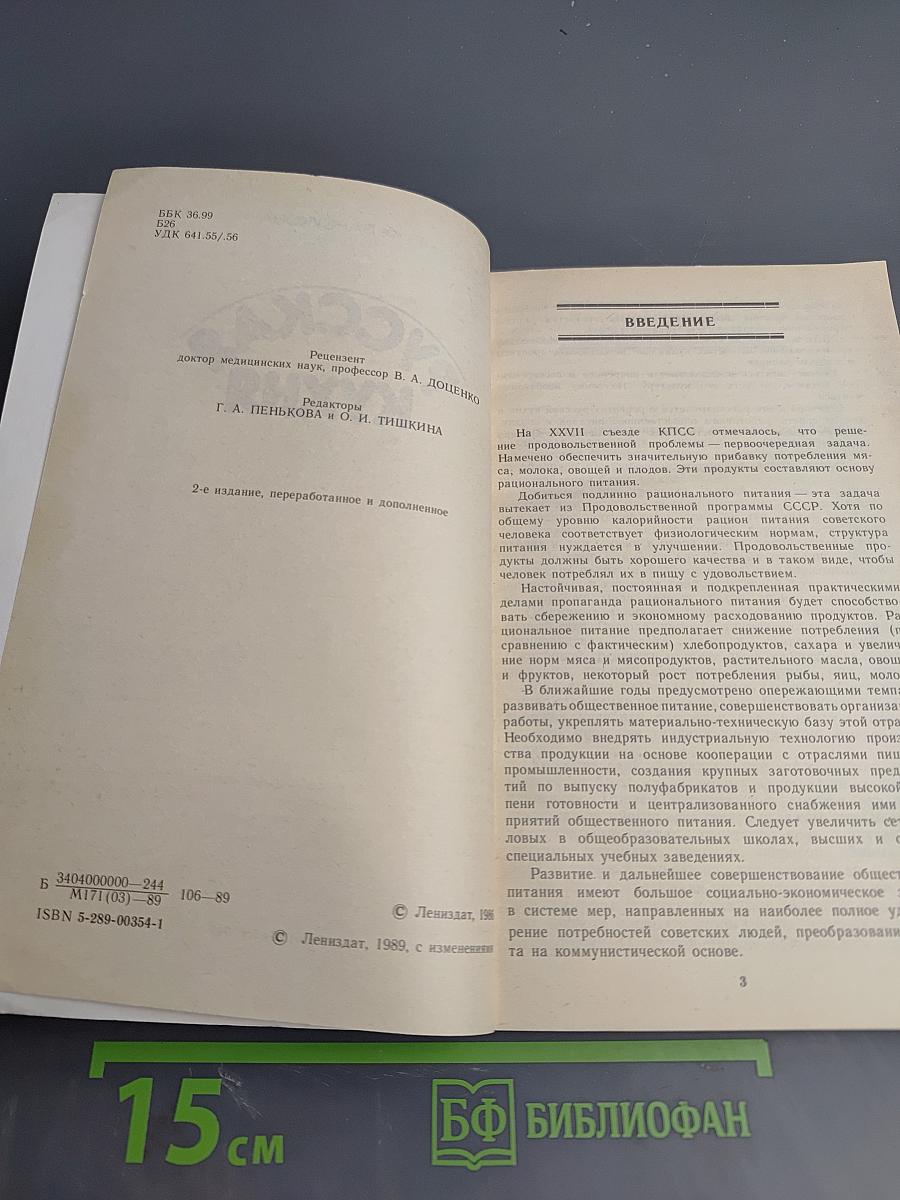 ББК 36.99
Б26
УДК 641.55/.56
Рецензент
доктор медицинских наук, профессор В. А. ДОЦЕНКО
Редакторы
Г. А. ПЕНЬКОВА и О. И. ТИШКИНА
2-е издание, переработанное и дополненное
Б 3404000000—244
М171(03)—89 106—89
ISBN 5-289-00354-1
© Лениздат, 1986
© Лениздат, 1989, с изменениями
ВВЕДЕНИЕ
На XXVII съезде КПСС отмечалось, что реше-
ние продовольственной проблемы — первоочередная задача.
Намечено обеспечить значительную прибавку потребления мя-
са, молока, овощей и плодов. Эти продукты составляют основу
рационального питания.
Добиться подлинно рационального питания — эта задача
вытекает из Продовольственной программы СССР. Хотя по
общему уровню калорийности рацион питания советского
человека соответствует физиологическим нормам, структура
питания нуждается в улучшении. Продовольственные про-
дукты должны быть хорошего качества и в таком виде, чтобы
человек потреблял их в пищу с удовольствием.
Настойчивая, постоянная и подкрепленная практическими
делами пропаганда рационального питания будет способство
вать сбережению и экономному расходованию продуктов. Ра
циональное питание предполагает снижение потребления (п
сравнению с фактическим) хлебопродуктов, сахара и увелич
ние норм мяса и мясопродуктов, растительного масла, овощ
и фруктов, некоторый рост потребления рыбы, яиц, моло
В ближайшие годы предусмотрено опережающими темпа
развивать общественное питание, совершенствовать организа
работы, укреплять материально-техническую базу этой отра
Необходимо внедрять индустриальную технологию произ
ства продукции на основе кооперации с отраслями пищ
промышленности, создания крупных заготовочных пред
тий по выпуску полуфабрикатов и продукции высокой
пени готовности и централизованного снабжения ими
приятий общественного питания. Следует увеличить сет
ловых в общеобразовательных школах, высших и с
специальных учебных заведениях.
Развитие и дальнейшее совершенствование общест
питания имеют большое социально-экономическое з
в системе мер, направленных на наиболее полное уд
рение потребностей советских людей, преобразовани
та на коммунистической основе.
3
15 см
БФ БИБЛИОФАН